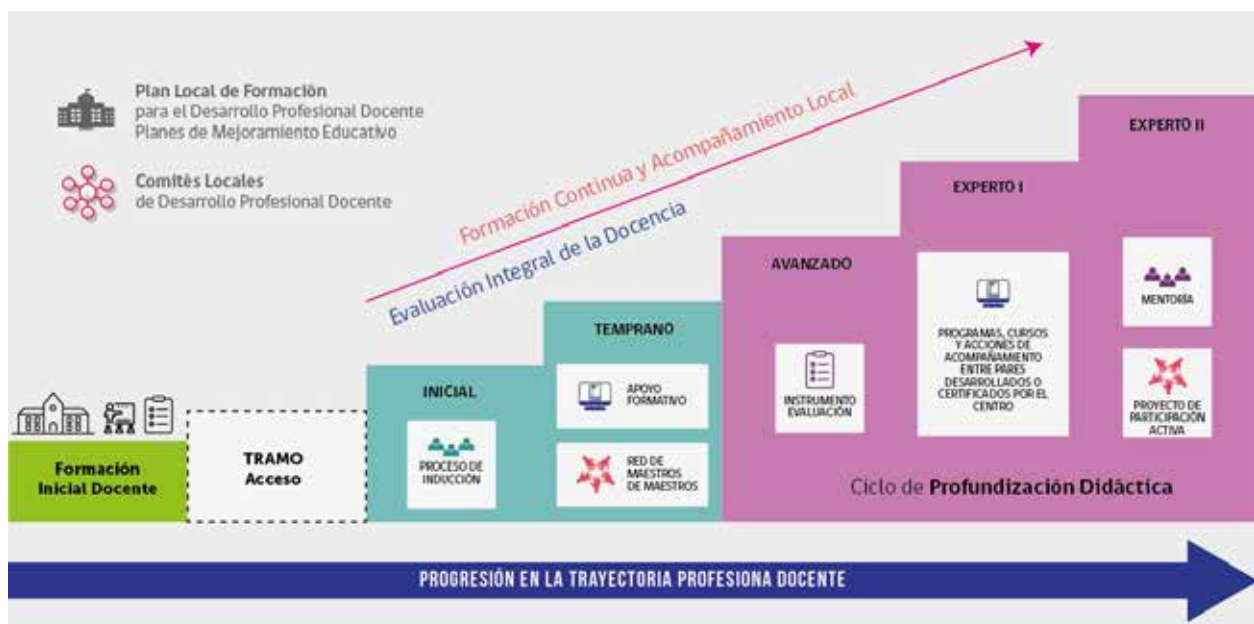 Plan Local de Formación
para el Desarrollo Profesional Docente
Planes de Mejoramiento Educativo
Comitès Locales
de Desarrollo Profesional Docente
Formación Continua y Acompañamiento Local
Evaluación Integral de la Docencia
Formación
Inicial Docente
TRAMO
Acceso
INICIAL
PROCESO DE
INDUCCIÓN
TEMPRANO
APOYO
FORMATIVO
RED DE
MAESTROS
DE MAESTROS
AVANZADO
INSTRUMENTO
EVALUACIÓN
EXPERTO I
PROGRAMAS, CURSOS
Y ACCIONES DE
ACOMPAÑAMIENTO
ENTRE PARES
DESARROLLADOS O
CERTIFICADOS POR EL
CENTRO
EXPERTO II
MENTORÍA
PROYECTO DE
PARTICIPACIÓN
ACTIVA
Ciclo de Profundización Didáctica
PROGRESIÓN EN LA TRAYECTORIA PROFESIONA DOCENTE